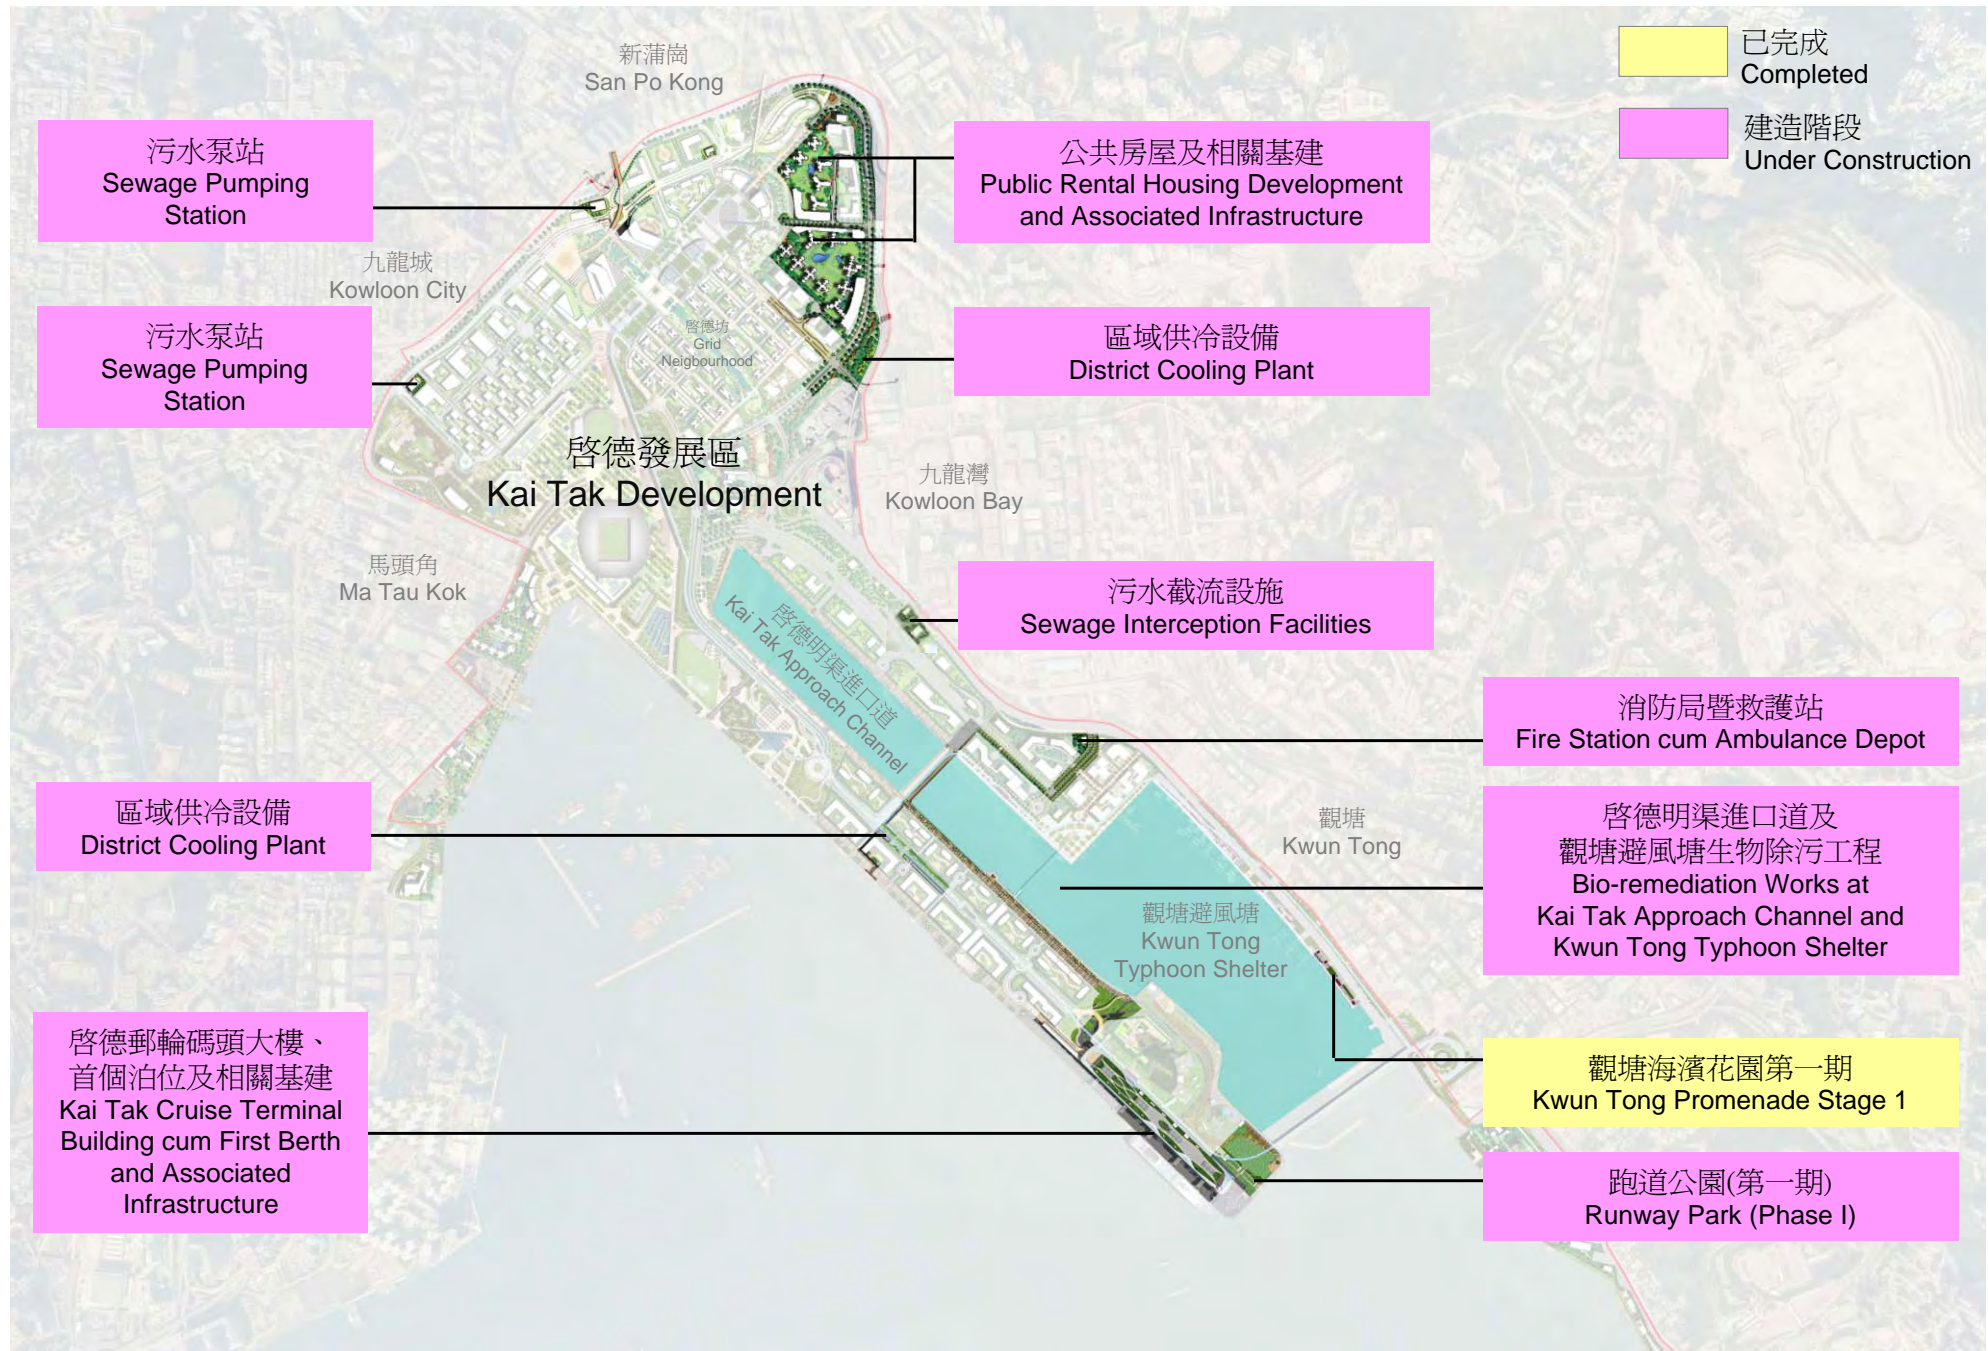 新蒲崗
San Po Kong
已完成
Completed
建造階段
Under Construction
污水泵站
Sewage Pumping
Station
公共房屋及相關基建
Public Rental Housing Development
and Associated Infrastructure
九龍城
Kowloon City
污水泵站
Sewage Pumping
Station
啓德坊
Grid
Neigbourhood
區域供冷設備
District Cooling Plant
啓德發展區
Kai Tak Development
九龍灣
Kowloon Bay
馬頭角
Ma Tau Kok
污水截流設施
Sewage Interception Facilities
啓德明渠進口道
Kai Tak Approach Channel
消防局暨救護站
Fire Station cum Ambulance Depot
區域供冷設備
District Cooling Plant
觀塘
Kwun Tong
啓德明渠進口道及
觀塘避風塘生物除污工程
Bio-remediation Works at
Kai Tak Approach Channel and
Kwun Tong Typhoon Shelter
觀塘避風塘
Kwun Tong
Typhoon Shelter
啓德郵輪碼頭大樓、
首個泊位及相關基建
Kai Tak Cruise Terminal
Building cum First Berth
and Associated
Infrastructure
觀塘海濱花園第一期
Kwun Tong Promenade Stage 1
跑道公園(第一期)
Runway Park (Phase I)